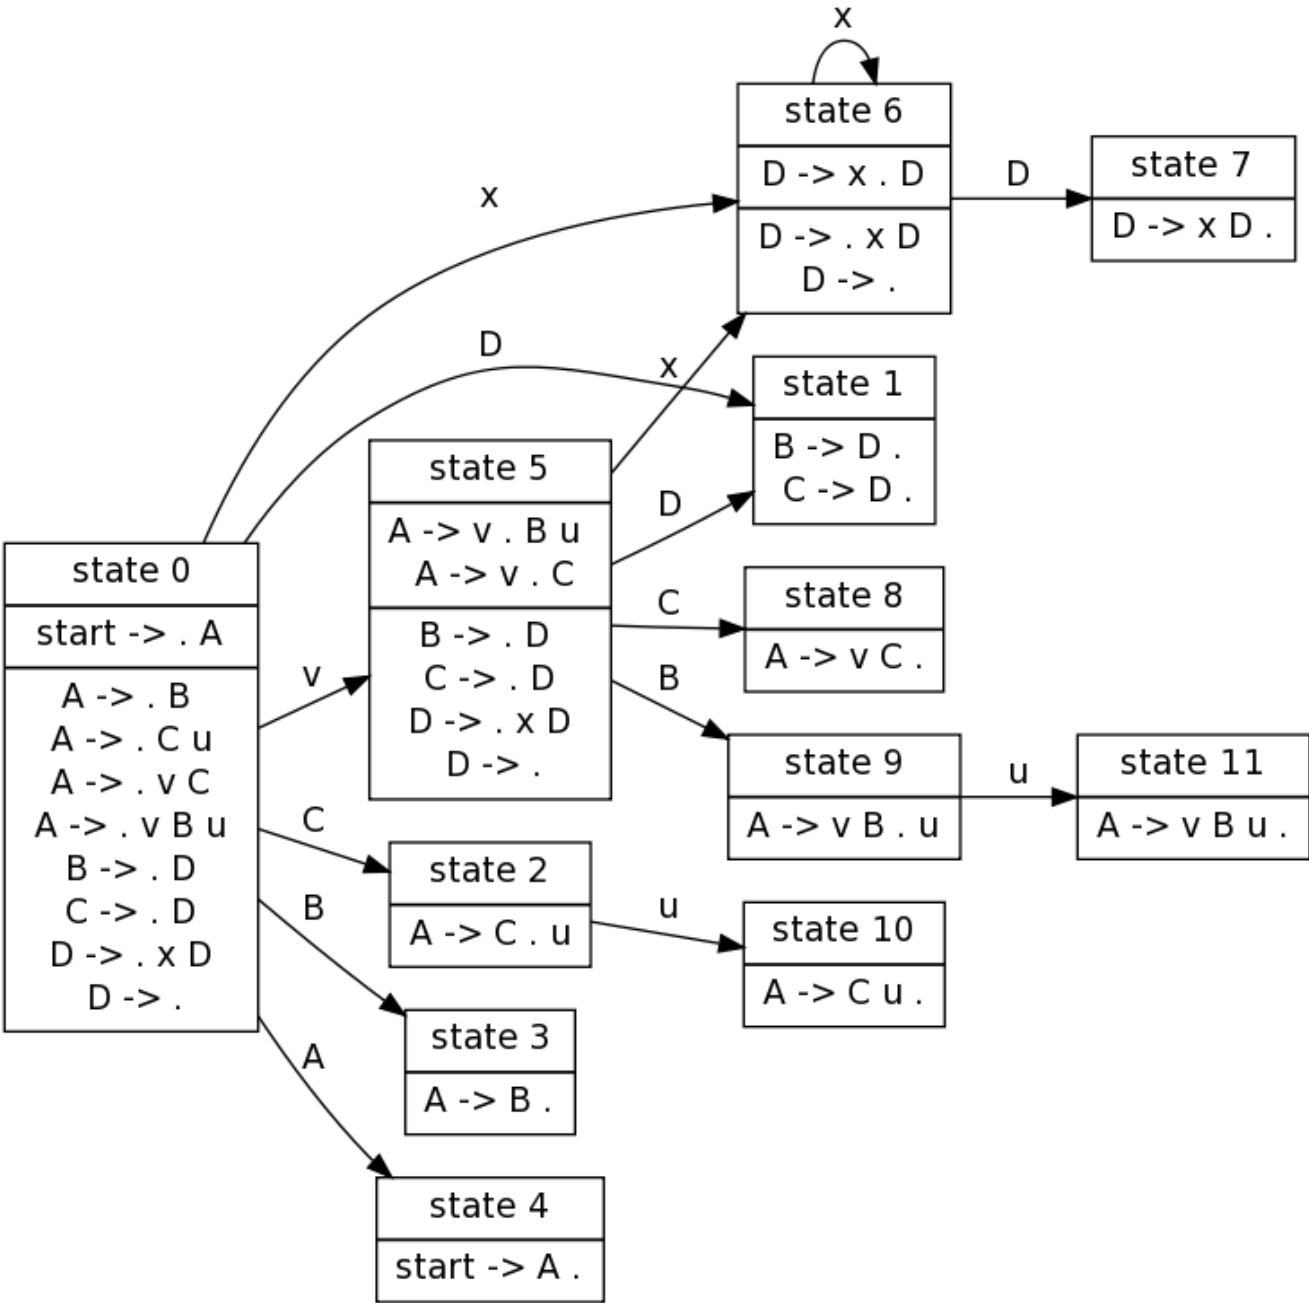 x
state 6
D -> x . D
D -> . x D
D -> .
D
state 7
D -> x D .
x
D
x
state 1
B -> D .
C -> D .
state 5
A -> v . B u
A -> v . C
B -> . D
C -> . D
D -> . x D
D -> .
D
C
state 8
A -> v C .
B
state 9
A -> v B . u
u
state 11
A -> v B u .
state 0
start -> . A
A -> . B
A -> . C u
A -> . v C
A -> . v B u
B -> . D
C -> . D
D -> . x D
D -> .
v
C
state 2
A -> C . u
u
state 10
A -> C u .
B
state 3
A -> B .
A
state 4
start -> A .